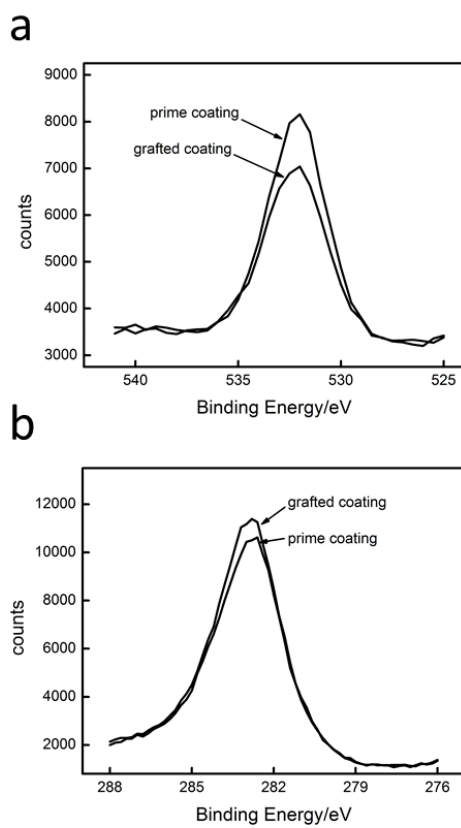 a
9000
8000
7000
6000
5000
4000
3000
counts
prime coating
grafted coating
540
535
530
525
Binding Energy/eV
b
12000
10000
8000
6000
4000
2000
counts
grafted coating
prime coating
288
285
282
279
276
Binding Energy/eV